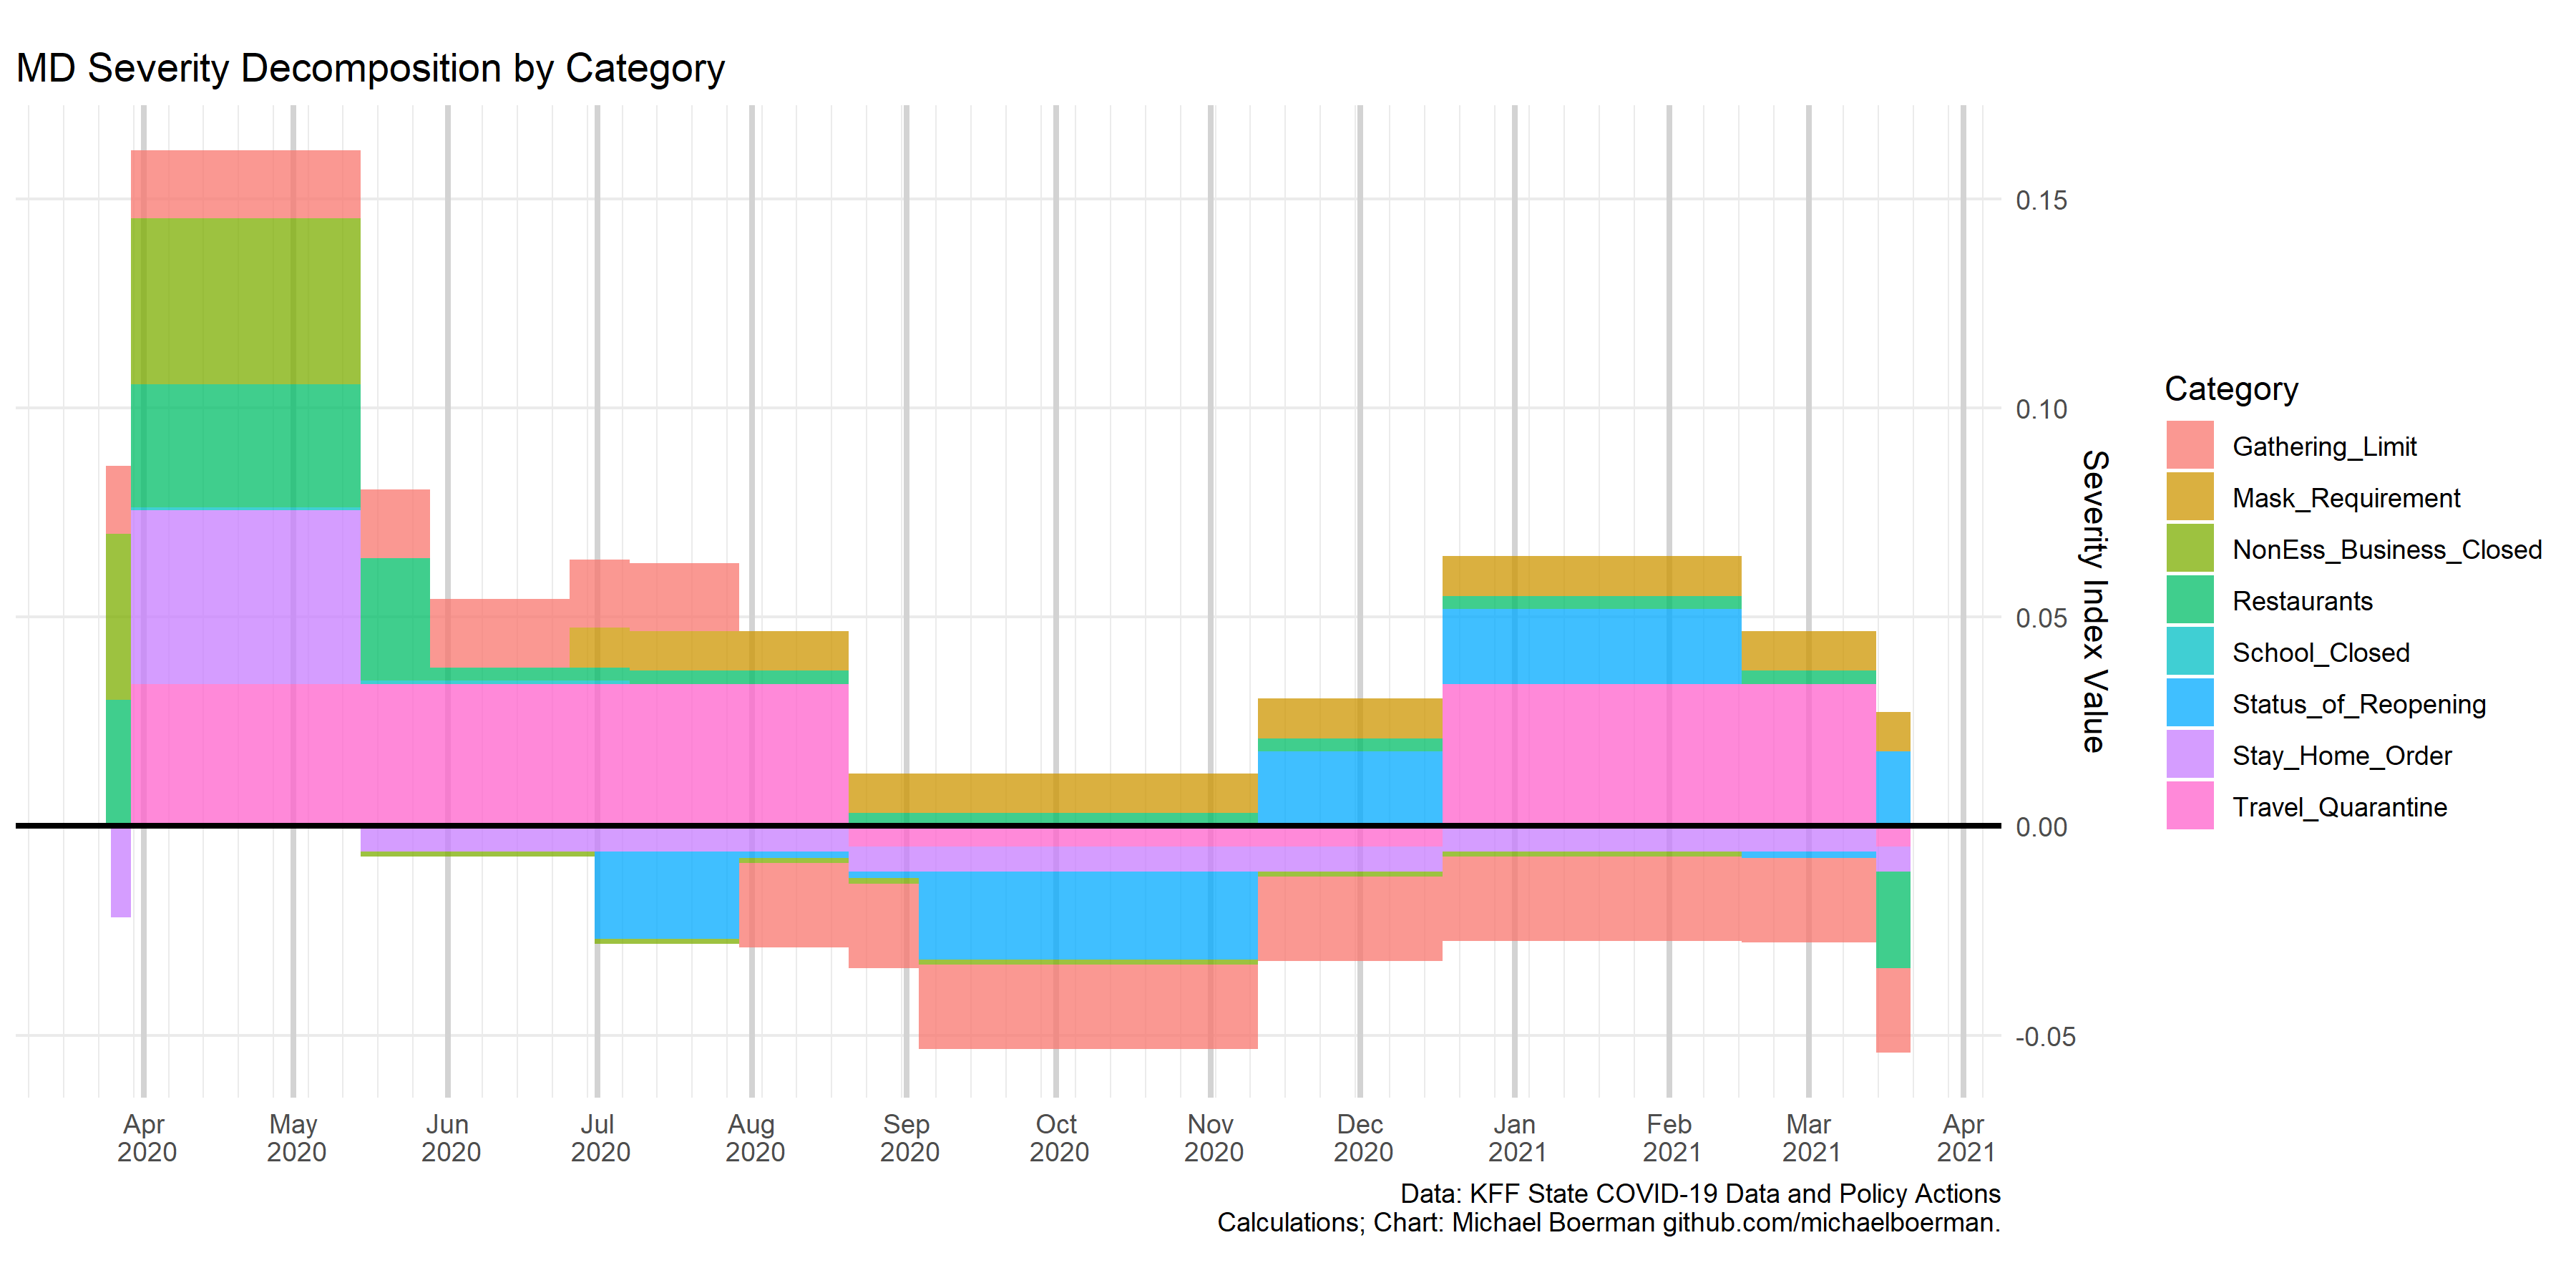 MD Severity Decomposition by Category
0.15
0.10
0.05
0.00
-0.05
Severity Index Value
Category
Gathering_Limit
Mask_Requirement
NonEss_Business_Closed
Restaurants
School_Closed
Status_of_Reopening
Stay_Home_Order
Travel_Quarantine
Apr May Jun Jul Aug Sep Oct Nov Dec Jan Feb Mar Apr
2020 2020 2020 2020 2020 2020 2020 2020 2020 2021 2021 2021 2021
Data: KFF State COVID-19 Data and Policy Actions
Calculations; Chart: Michael Boerman github.com/michaelboerman.